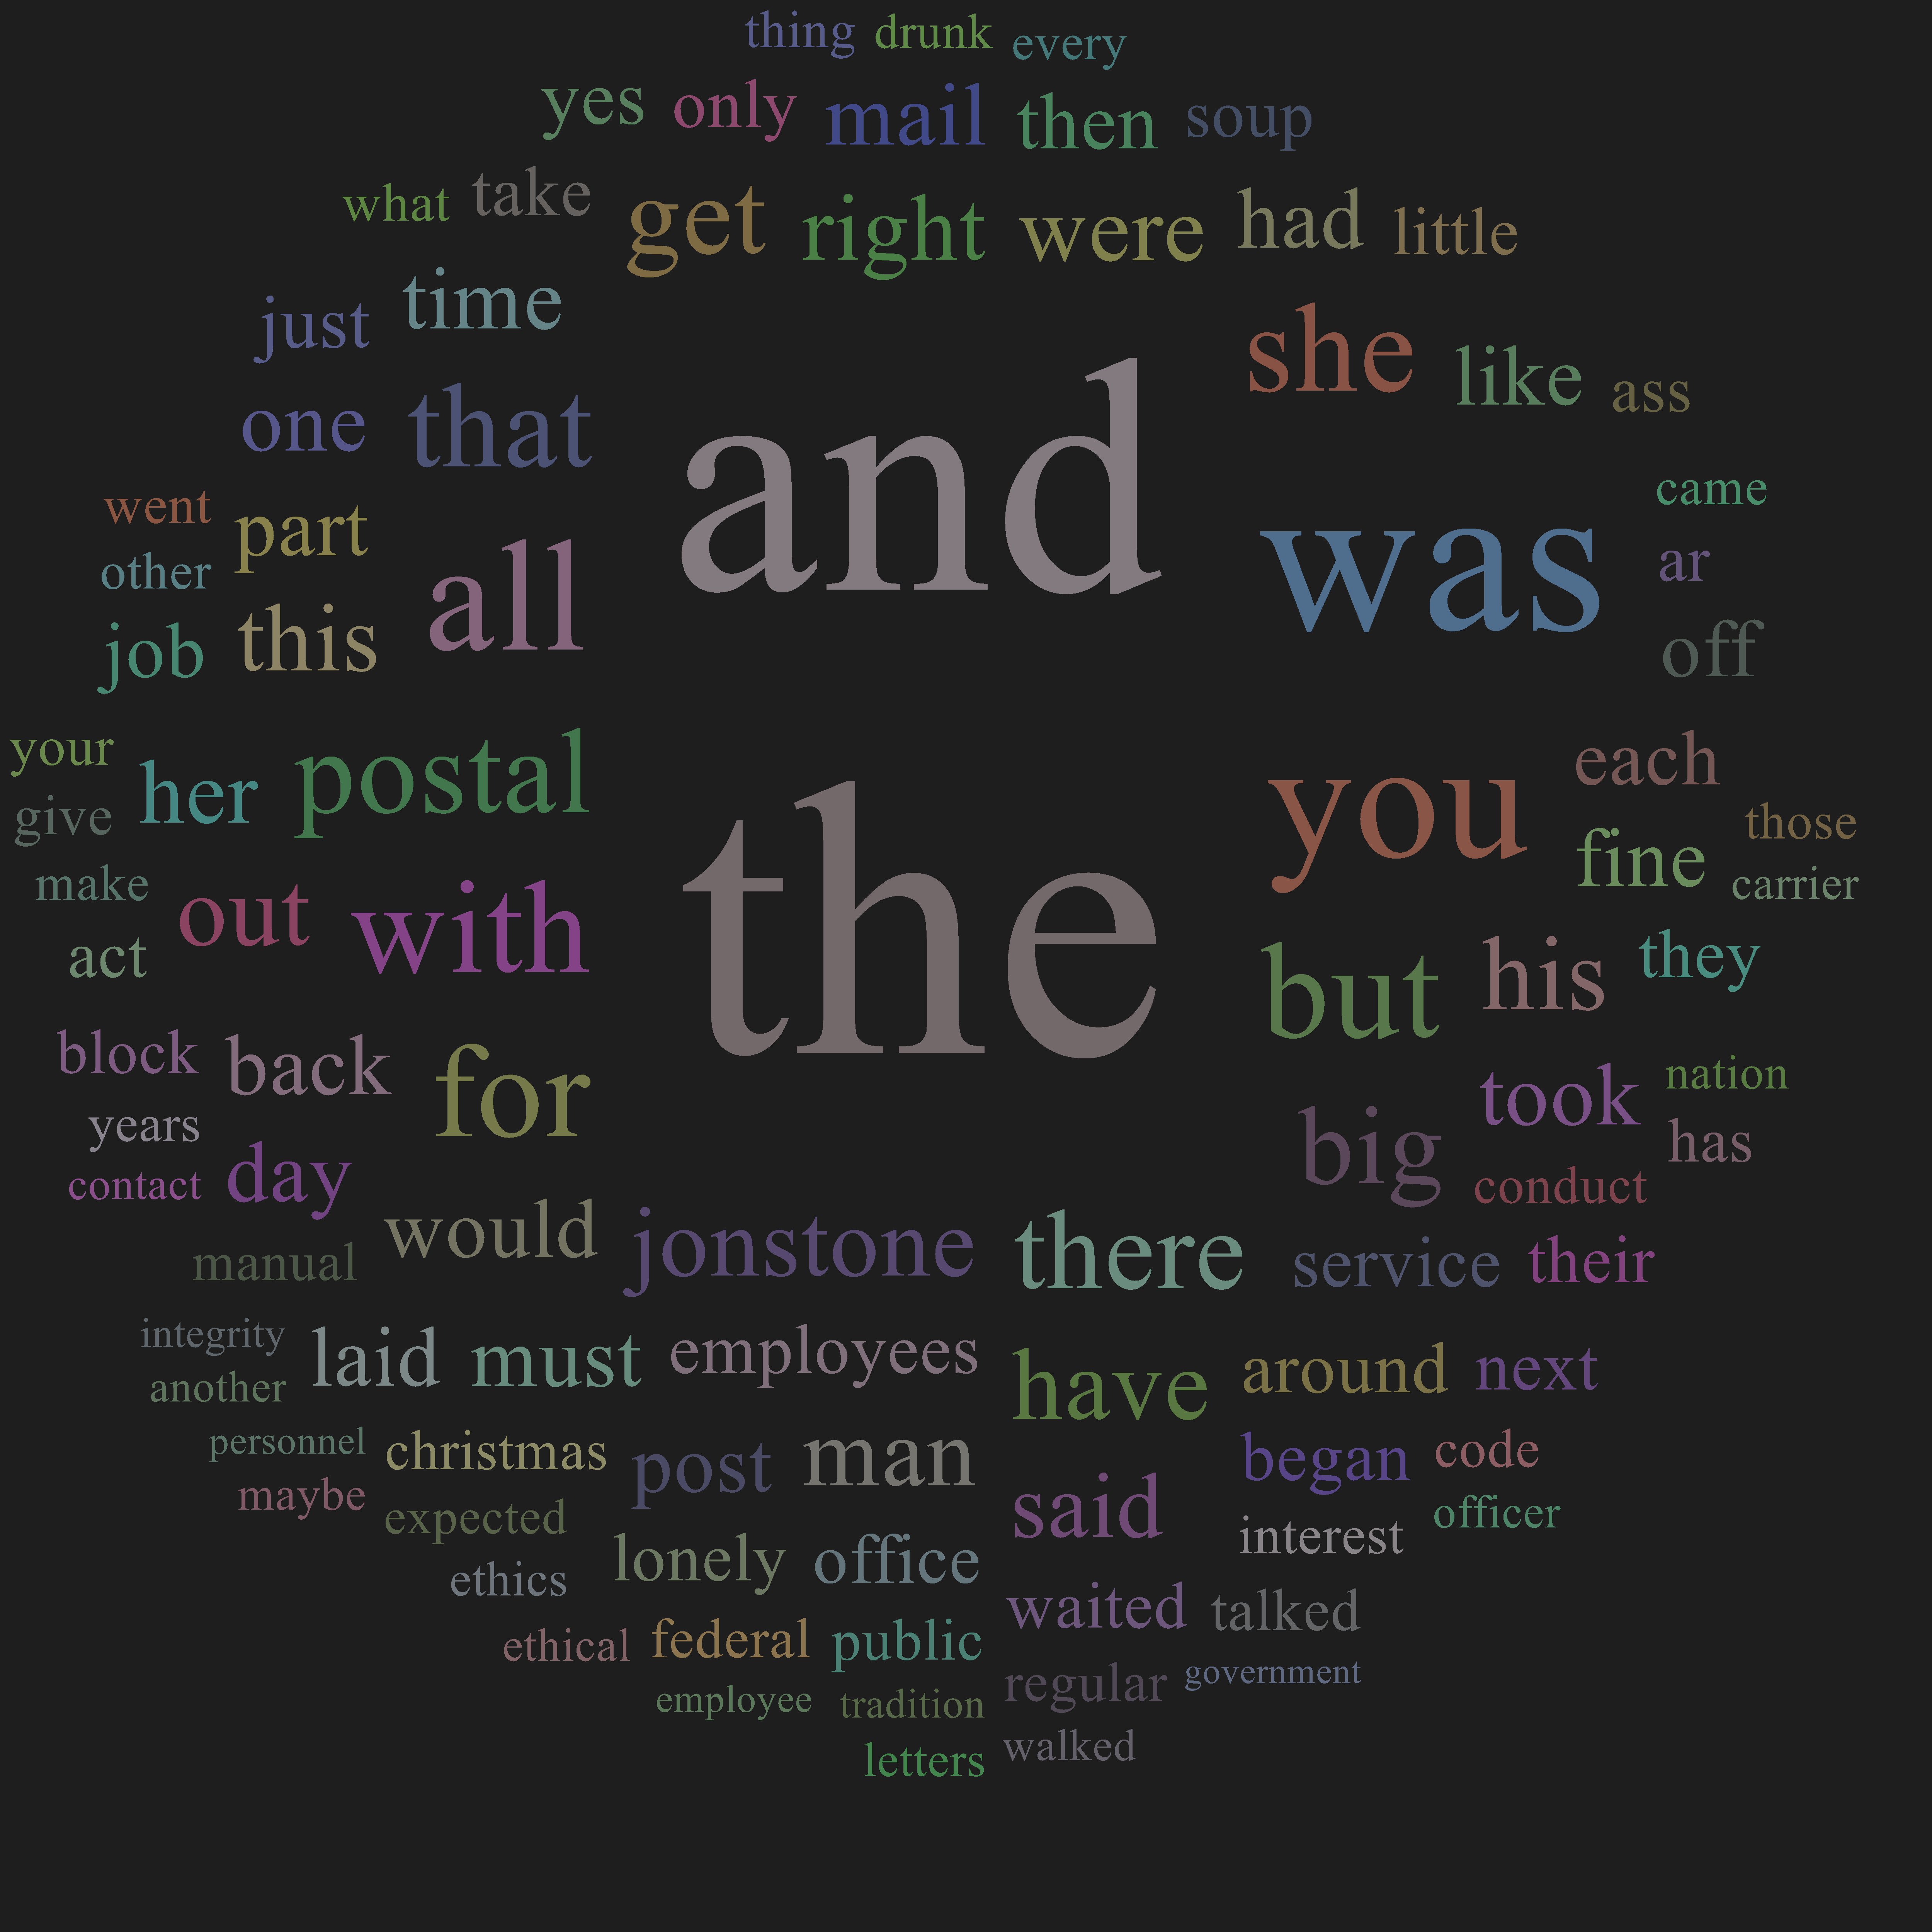 thing drunk every
yes only mail then soup
what take get right were had little
just time she like ass
one that and
went part was came
other all ar
job this off
your her postal you each
give the fine those
make out with carrier
act but his they
block back for took nation
years big has
contact day conduct
manual would jonstone there service their
integrity laid must employees have around next
another
personnel christmas post man said began code
maybe expected interest officer
ethics lonely office waited talked
ethical federal public regular government
employee tradition walked
letters